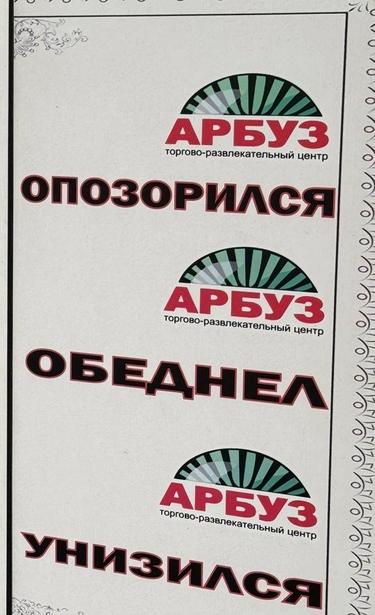 АРБУЗ
торгово-развлекательный центр
ОПОЗОРИЛСЯ
АРБУЗ
торгово-развлекательный центр
ОБЕДНЕЛ
АРБУЗ
торгово-развлекательный центр
УНИЗИЛСЯ